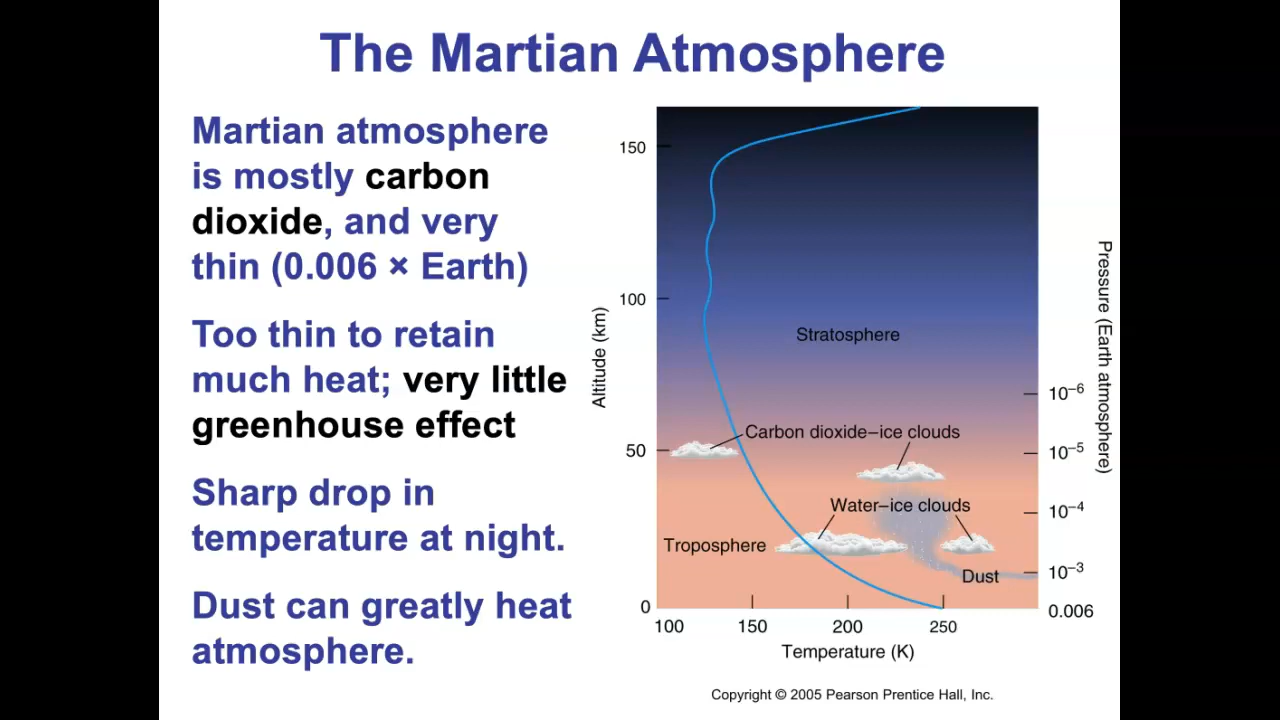 The Martian Atmosphere
Martian atmosphere
is mostly carbon
dioxide, and very
thin (0.006 × Earth)
Too thin to retain
much heat; very little
greenhouse effect
Sharp drop in
temperature at night.
Dust can greatly heat
atmosphere.
150
100
50
0
Altitude (km)
Stratosphere
Carbon dioxide–ice clouds
Water–ice clouds
Troposphere
Dust
10⁻⁶
10⁻⁵
10⁻⁴
10⁻³
0.006
Pressure (Earth atmosphere)
100 150 200 250
Temperature (K)
Copyright © 2005 Pearson Prentice Hall, Inc.